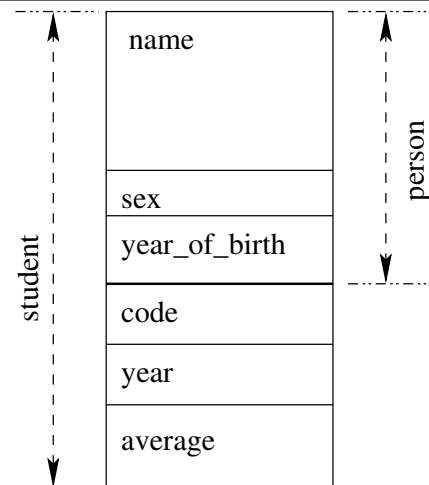 name
sex
year_of_birth
code
year
average
student
person